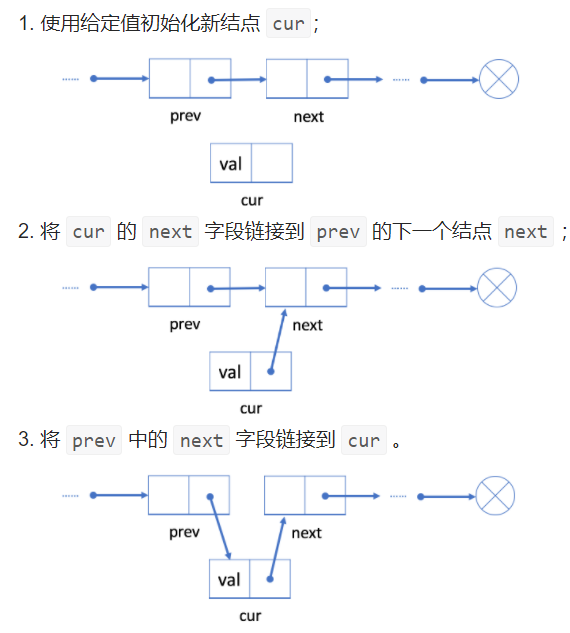 1. 使用给定值初始化新结点 cur ;
......
......
prev
next
val
cur
2. 将 cur 的 next 字段链接到 prev 的下一个结点 next ;
......
......
prev
next
val
cur
3. 将 prev 中的 next 字段链接到 cur 。
......
......
prev
next
val
cur